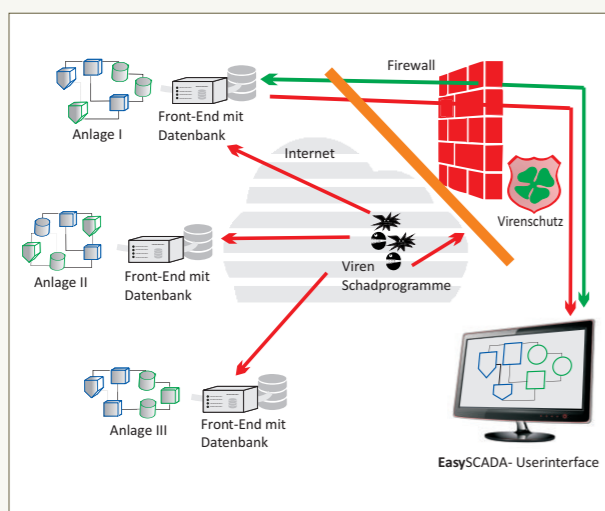 Firewall
Front-End mit
Datenbank
Anlage I
Internet
Virenschutz
Front-End mit
Datenbank
Anlage II
Viren
Schadprogramme
Front-End mit
Datenbank
Anlage III
EasySCADA- Userinterface